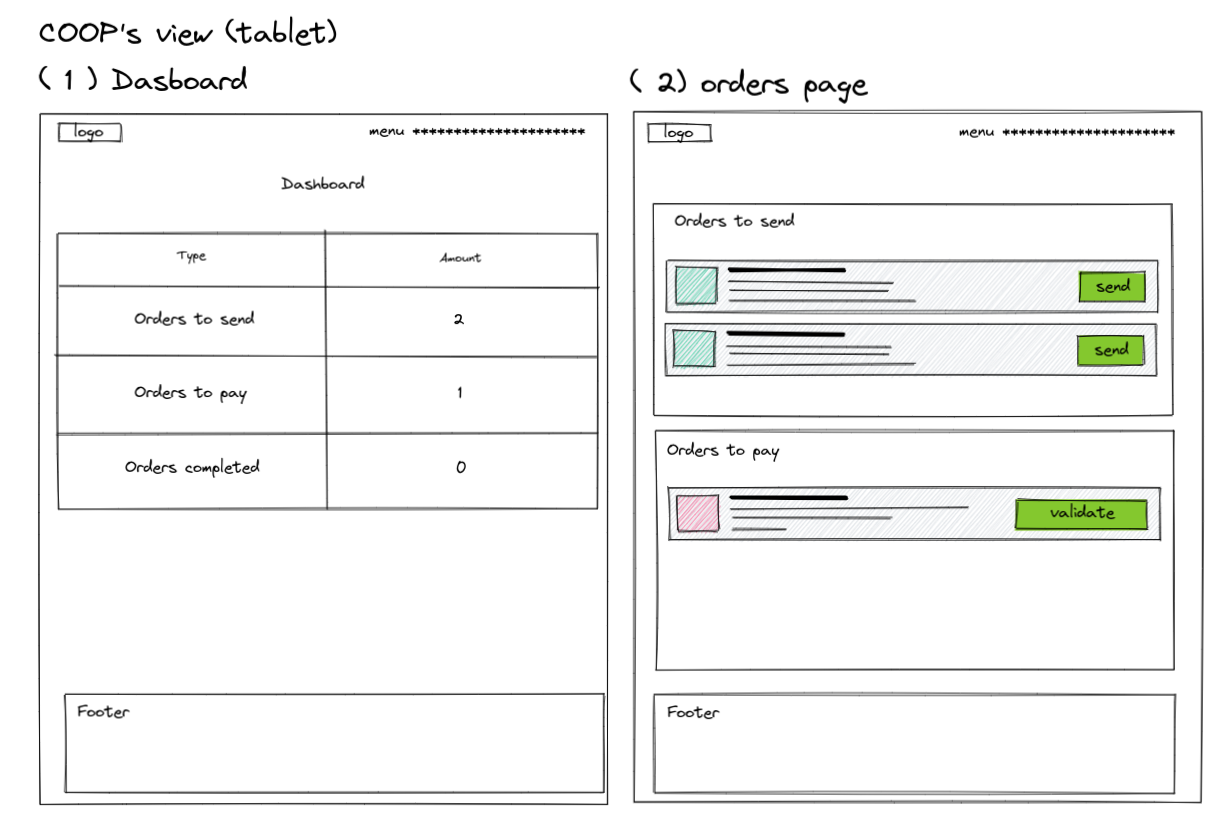 COOP's view (tablet)
( 1 ) Dasboard
logo
menu *********************
Dashboard
Type Amount
Orders to send 2
Orders to pay 1
Orders completed 0
Footer
( 2) orders page
logo
menu *********************
Orders to send
send
send
Orders to pay
validate
Footer